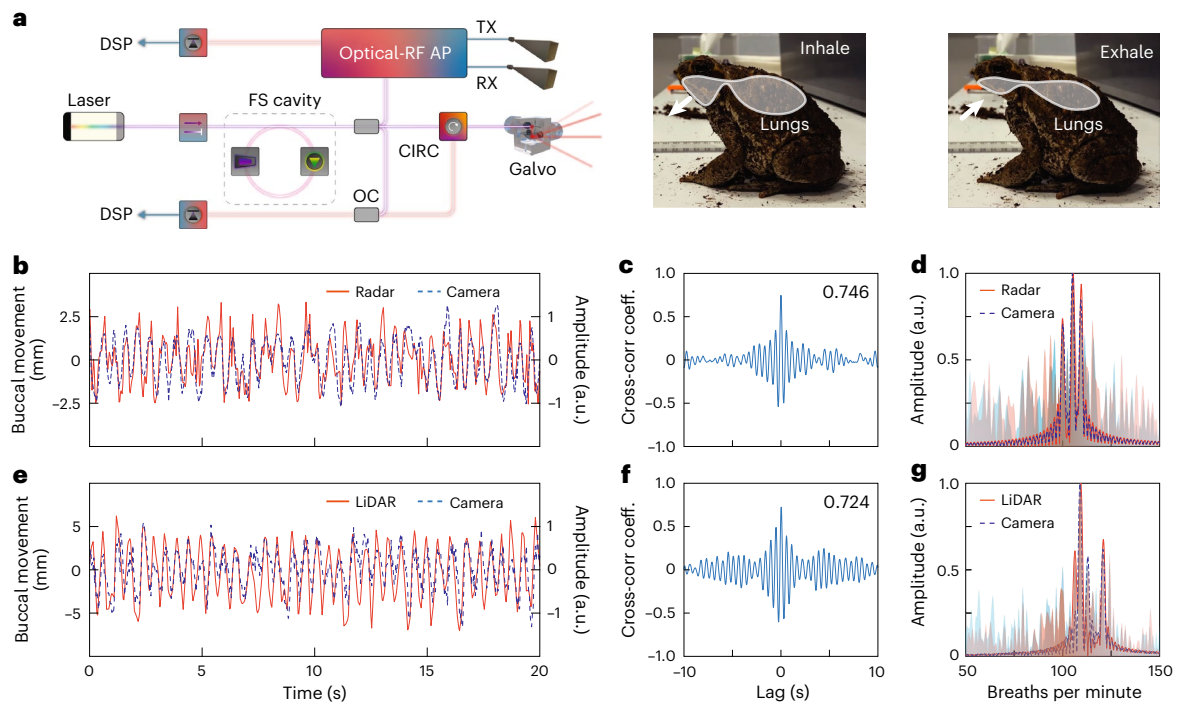 a
DSP
Optical-RF AP
TX
RX
Laser
FS cavity
CIRC
Galvo
DSP
OC
Inhale
Lungs
Exhale
Lungs
b
Buccal movement
(mm)
2.5
0
−2.5
Radar
Camera
1
0
−1
Amplitude (a.u.)
c
Cross-corr coeff.
1.0
0.5
0
−0.5
−1.0
0.746
d
Amplitude (a.u.)
1.0
0.5
0
Radar
Camera
e
Buccal movement
(mm)
5
0
−5
LiDAR
Camera
1
0
−1
Amplitude (a.u.)
0
5
10
15
20
Time (s)
f
Cross-corr coeff.
1.0
0.5
0
−0.5
−1.0
0.724
−10
0
10
Lag (s)
g
Amplitude (a.u.)
1.0
0.5
0
LiDAR
Camera
50
100
150
Breaths per minute